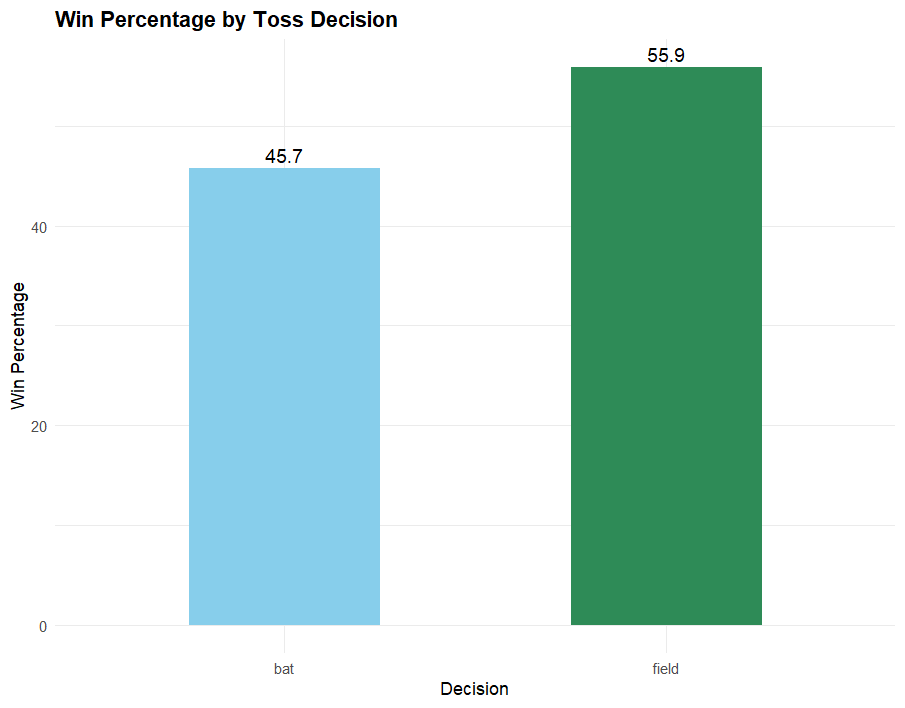 Win Percentage by Toss Decision
55.9
45.7
40
20
0
Win Percentage
bat
field
Decision